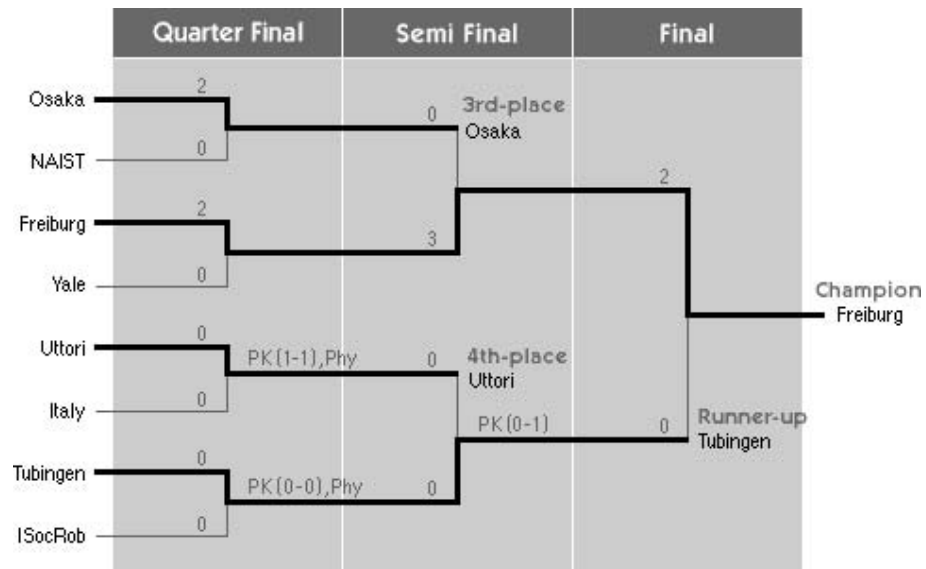 Quarter Final
Semi Final
Final
2
Osaka
0
3rd-place
Osaka
0
NAIST
2
2
Freiburg
3
0
Yale
Champion
Freiburg
0
Uttori
PK(1-1),Phy
0
4th-place
Uttori
0
Italy
PK(0-1)
0
Runner-up
Tubingen
0
Tubingen
PK(0-0),Phy
0
0
ISocRob